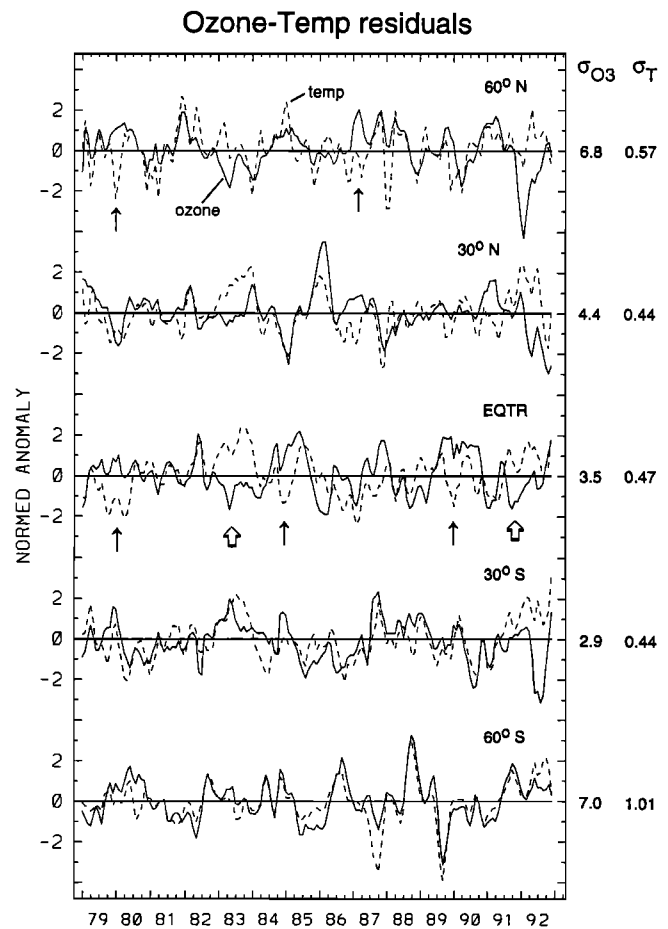 Ozone-Temp residuals
σO3 σT
60° N
temp
2
0
-2
ozone
6.8 0.57
30° N
2
0
-2
4.4 0.44
EQTR
2
0
-2
3.5 0.47
30° S
2
0
-2
2.9 0.44
60° S
2
0
-2
7.0 1.01
NORMED ANOMALY
79 80 81 82 83 84 85 86 87 88 89 90 91 92